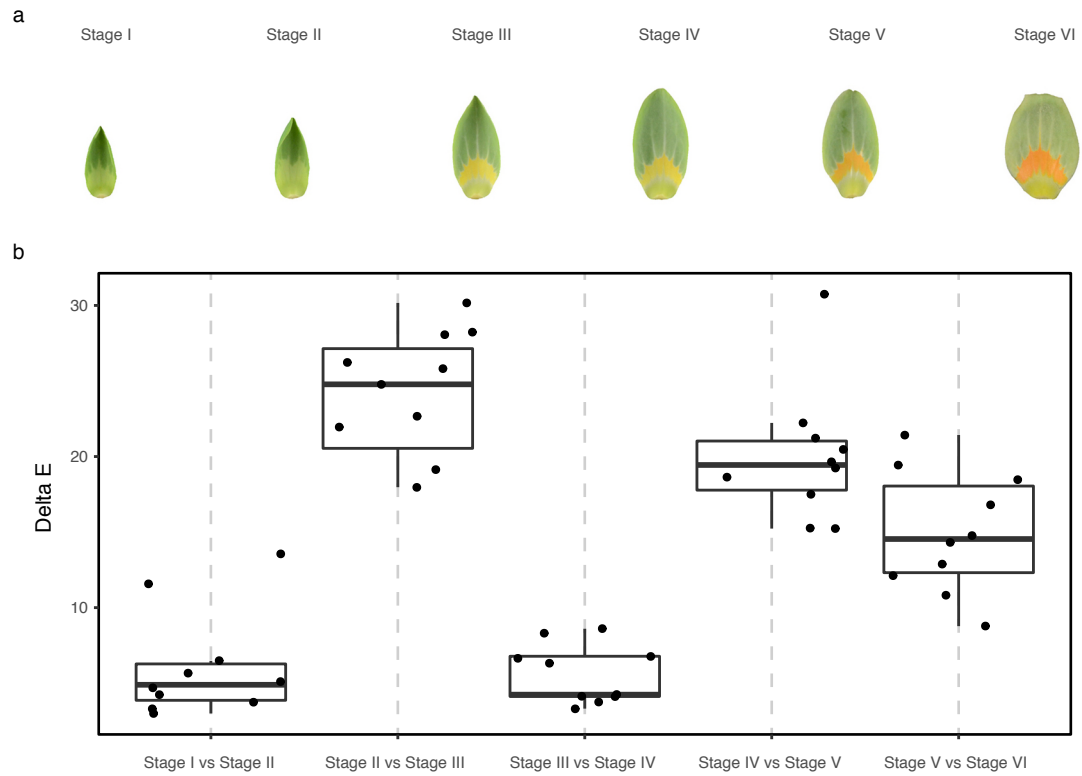 a
Stage I Stage II Stage III Stage IV Stage V Stage VI
b
30
20
10
Delta E
Stage I vs Stage II Stage II vs Stage III Stage III vs Stage IV Stage IV vs Stage V Stage V vs Stage VI